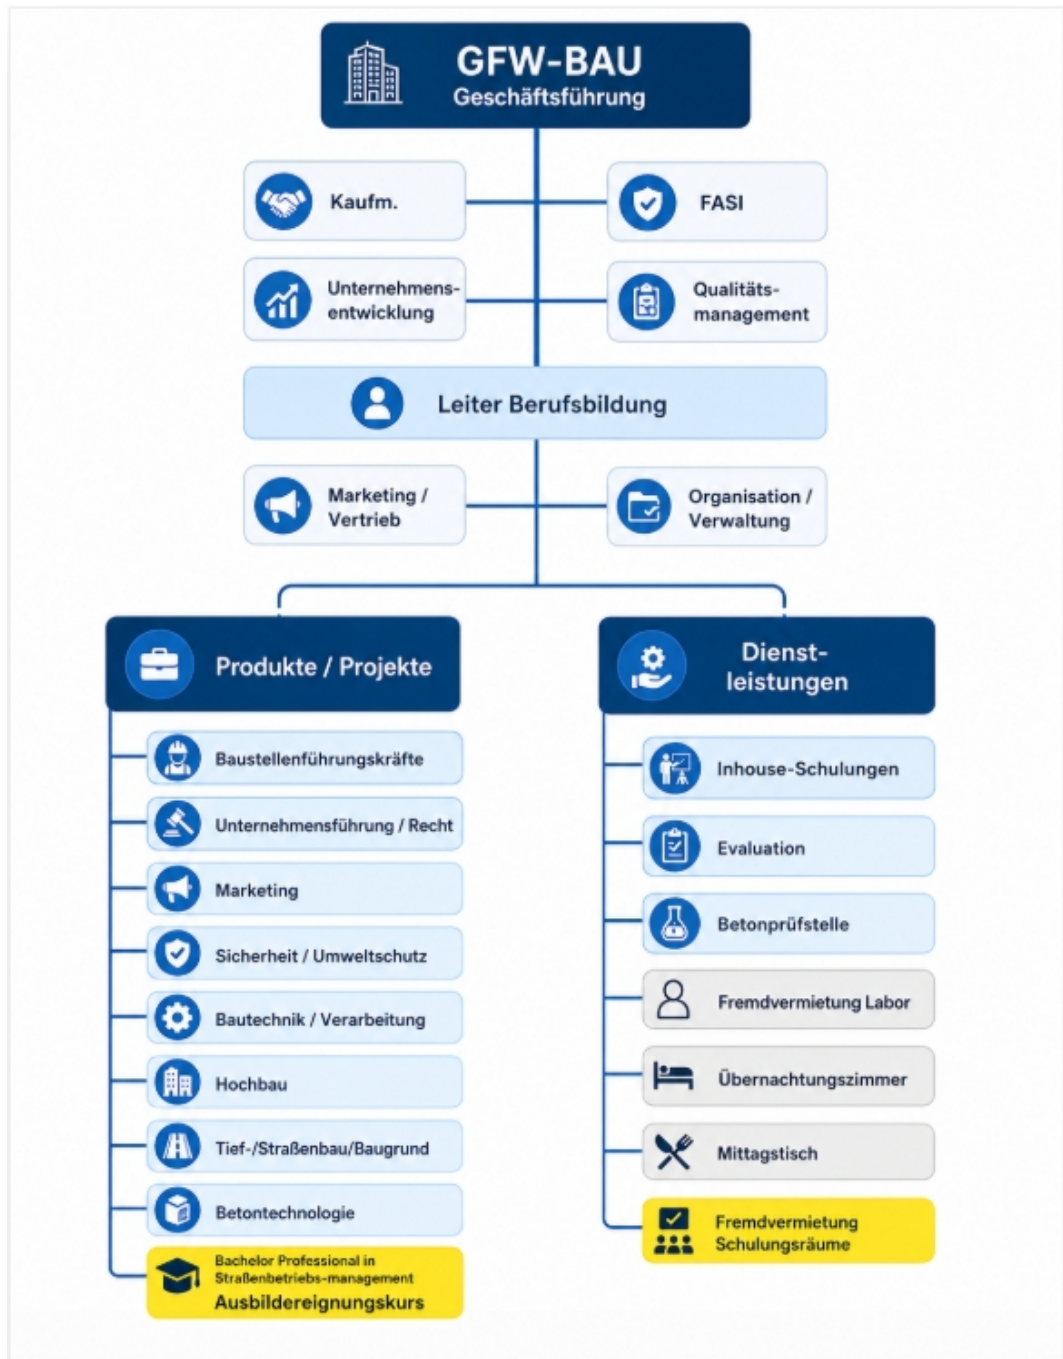 GFW-BAU
Geschäftsführung
Kaufm.
FASI
Unternehmens-
entwicklung
Qualitäts-
management
Leiter Berufsbildung
Marketing /
Vertrieb
Organisation /
Verwaltung
Produkte / Projekte
Baustellenführungskräfte
Unternehmensführung / Recht
Marketing
Sicherheit / Umweltschutz
Bautechnik / Verarbeitung
Hochbau
Tief-/Straßenbau/Baugrund
Betontechnologie
Bachelor Professional in
Straßenbetriebs-management
Ausbildereignungskurs
Dienst-
leistungen
Inhouse-Schulungen
Evaluation
Betonprüfstelle
Fremdvermietung Labor
Übernachtungszimmer
Mittagstisch
Fremdvermietung
Schulungsräume